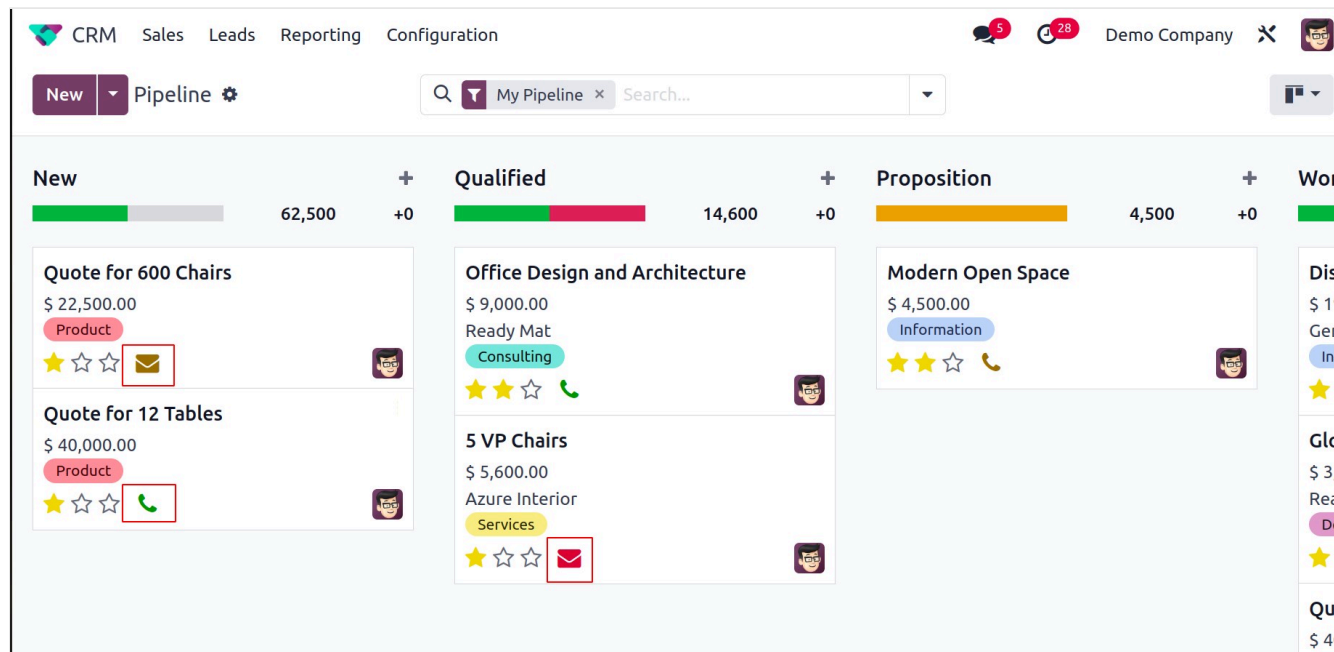 CRM Sales Leads Reporting Configuration 5 28 Demo Company
New Pipeline My Pipeline × Search...
New +
62,500 +0
Quote for 600 Chairs
$ 22,500.00
Product
Quote for 12 Tables
$ 40,000.00
Product
Qualified +
14,600 +0
Office Design and Architecture
$ 9,000.00
Ready Mat
Consulting
5 VP Chairs
$ 5,600.00
Azure Interior
Services
Proposition +
4,500 +0
Modern Open Space
$ 4,500.00
Information